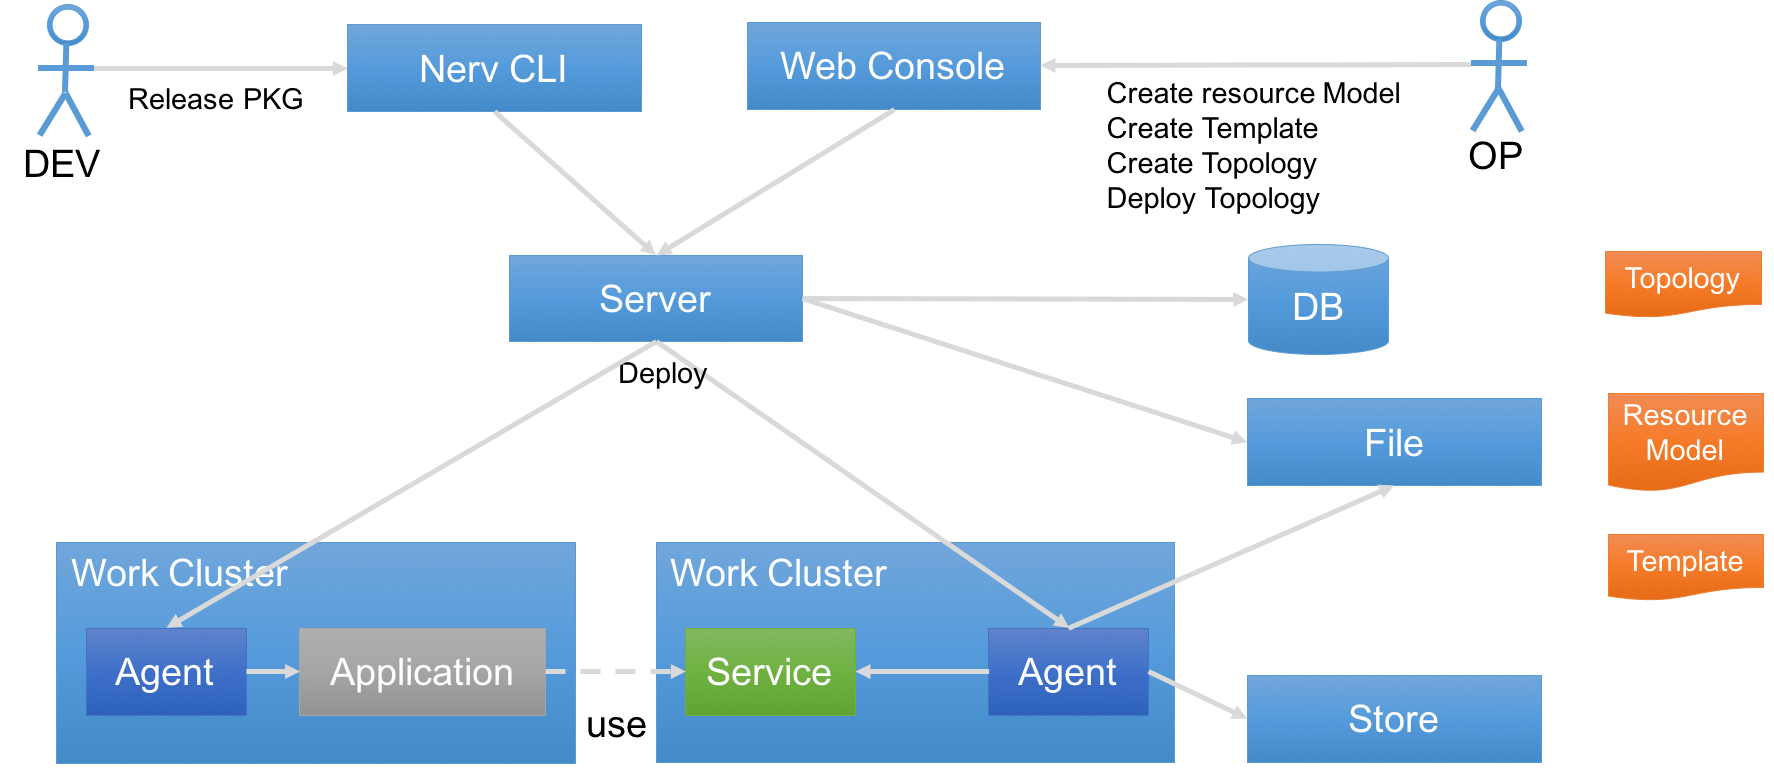 Nerv CLI
Web Console
Release PKG
DEV
Create resource Model
Create Template
Create Topology
Deploy Topology
OP
Server
Deploy
DB
Topology
File
Resource
Model
Work Cluster
Work Cluster
Template
Agent
Application
use
Service
Agent
Store